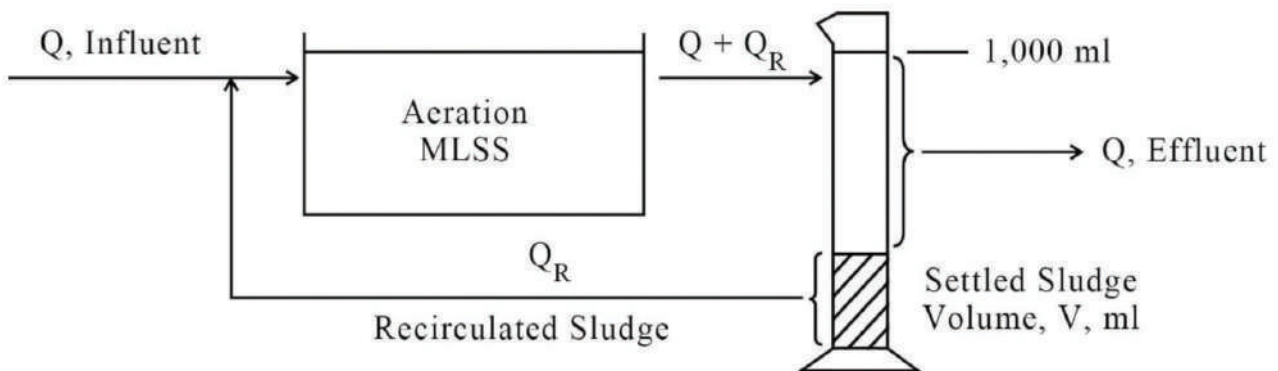 Q, Influent
Q + Q_R
1,000 ml
Aeration
MLSS
Q, Effluent
Q_R
Settled Sludge
Volume, V, ml
Recirculated Sludge